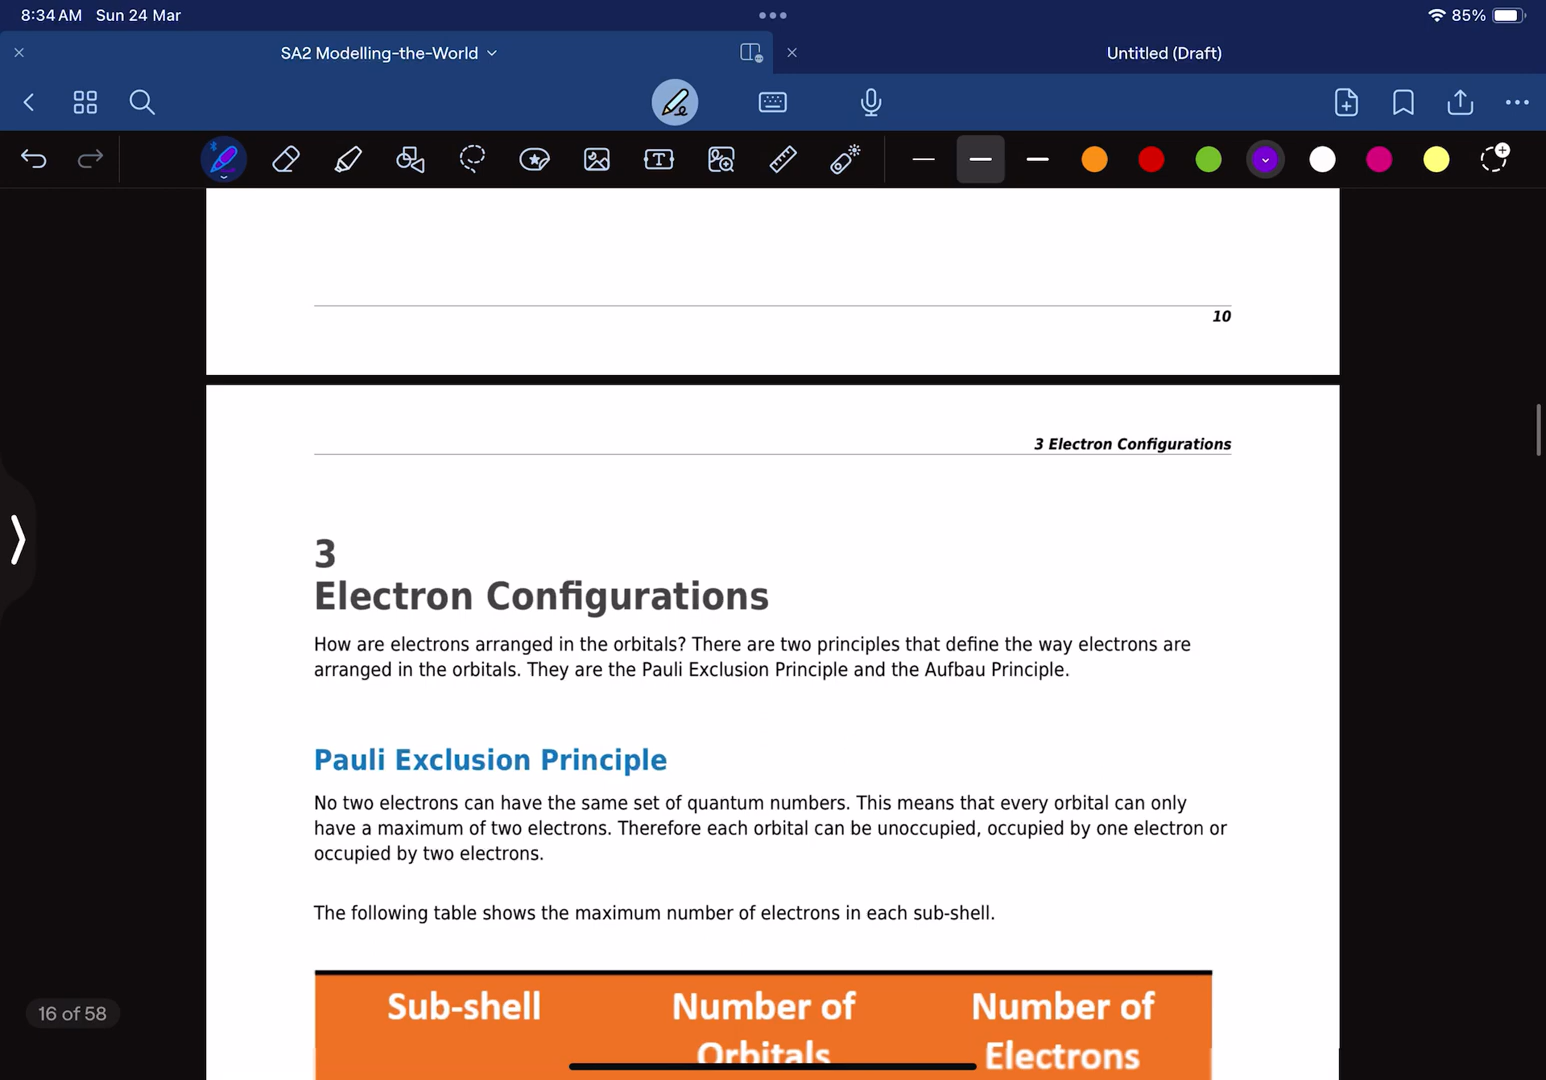 8:34 AM Sun 24 Mar
85%
SA2 Modelling-the-World
Untitled (Draft)
10
3 Electron Configurations
3
Electron Configurations
How are electrons arranged in the orbitals? There are two principles that define the way electrons are
arranged in the orbitals. They are the Pauli Exclusion Principle and the Aufbau Principle.
Pauli Exclusion Principle
No two electrons can have the same set of quantum numbers. This means that every orbital can only
have a maximum of two electrons. Therefore each orbital can be unoccupied, occupied by one electron or
occupied by two electrons.
The following table shows the maximum number of electrons in each sub-shell.
Sub-shell Number of Number of
Orbitals Electrons
16 of 58